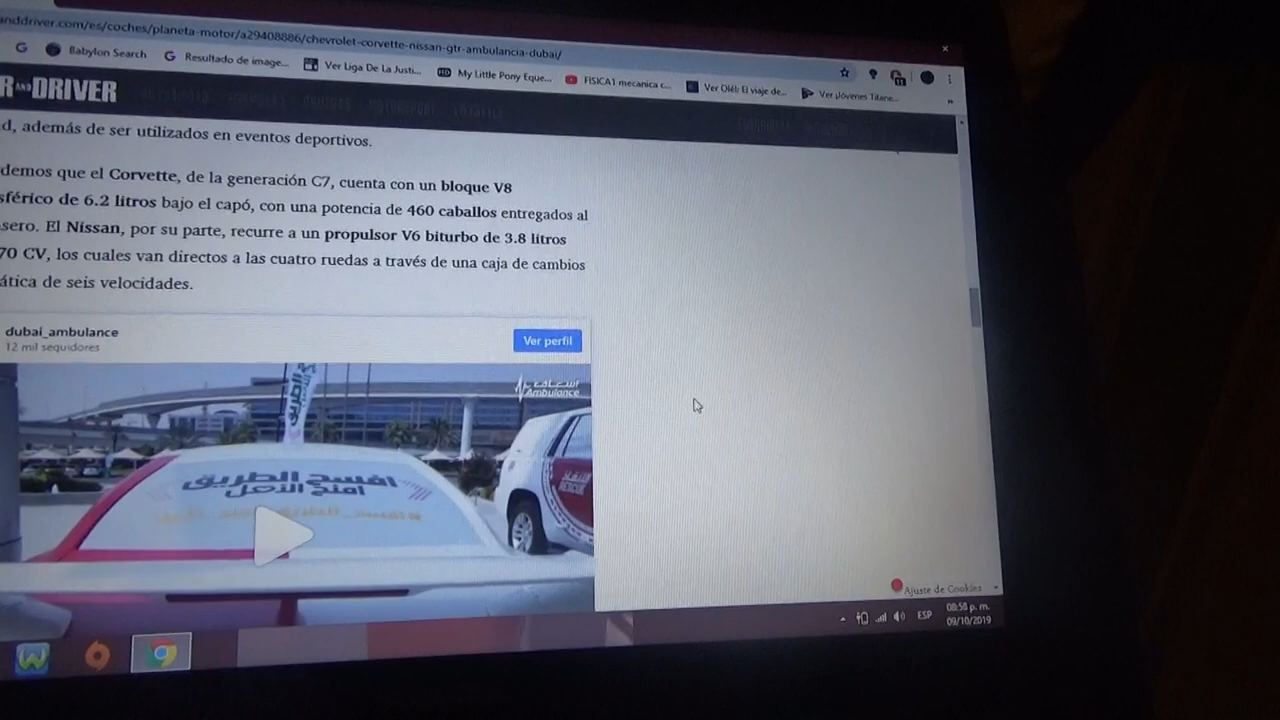 anddriver.com/es/coches/planeta-motor/a29408886/chevrolet-corvette-nissan-gtr-ambulancia-dubai/
Babylon Search
Resultado de image...
Ver Liga De La Justi...
My Little Pony Eque...
FISICA1 mecanica c...
Ver Olé: El viaje de...
Ver Jóvenes Titane...
R AND DRIVER
d, además de ser utilizados en eventos deportivos.
demos que el Corvette, de la generación C7, cuenta con un bloque V8
sférico de 6.2 litros bajo el capó, con una potencia de 460 caballos entregados al
sero. El Nissan, por su parte, recurre a un propulsor V6 biturbo de 3.8 litros
70 CV, los cuales van directos a las cuatro ruedas a través de una caja de cambios
ática de seis velocidades.
dubai_ambulance
12 mil seguidores
Ver perfil
إسعاف
Ambulance
الطريق
افسح الطريق
امنح الأمل
RESCUE
Ajuste de Cookies
ESP
08:58 p. m.
09/10/2019